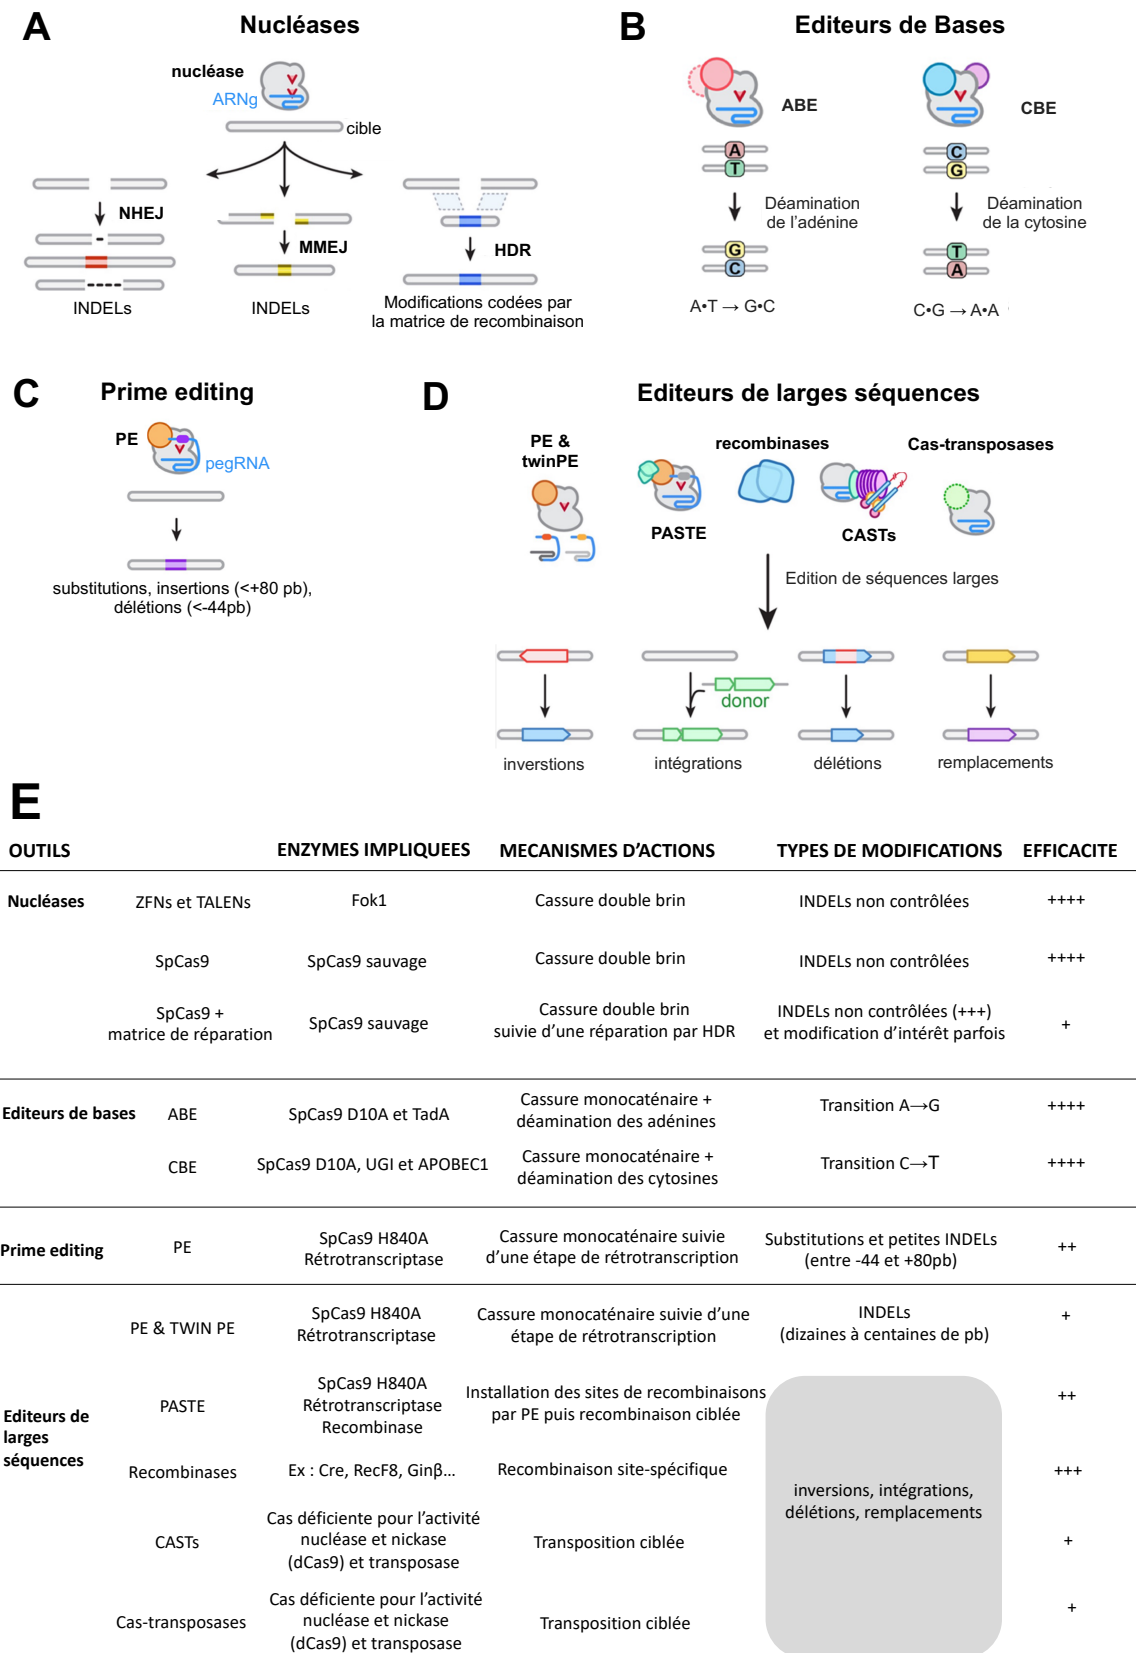 A
Nucléases
nucléase
ARNg
cible
NHEJ
MMEJ
HDR
INDELs
INDELs
Modifications codées par
la matrice de recombinaison
B
Editeurs de Bases
ABE
CBE
A
T
C
G
Déamination
de l'adénine
Déamination
de la cytosine
G
C
T
A
A•T → G•C
C•G → A•A
C
Prime editing
PE
pegRNA
substitutions, insertions (<+80 pb),
délétions (<-44pb)
D
Editeurs de larges séquences
PE &
twinPE
recombinases
Cas-transposases
PASTE
CASTs
Edition de séquences larges
donor
inverstions
intégrations
délétions
remplacements
E
OUTILS ENZYMES IMPLIQUEES MECANISMES D'ACTIONS TYPES DE MODIFICATIONS EFFICACITE
Nucléases ZFNs et TALENs Fok1 Cassure double brin INDELs non contrôlées ++++
SpCas9 SpCas9 sauvage Cassure double brin INDELs non contrôlées ++++
SpCas9 +
matrice de réparation
SpCas9 sauvage
Cassure double brin
suivie d'une réparation par HDR
INDELs non contrôlées (+++)
et modification d'intérêt parfois
+
Editeurs de bases
ABE
SpCas9 D10A et TadA
Cassure monocaténaire +
déamination des adénines
Transition A→G
++++
CBE
SpCas9 D10A, UGI et APOBEC1
Cassure monocaténaire +
déamination des cytosines
Transition C→T
++++
Prime editing
PE
SpCas9 H840A
Rétrotranscriptase
Cassure monocaténaire suivie
d'une étape de rétrotranscription
Substitutions et petites INDELs
(entre -44 et +80pb)
++
Editeurs de
larges
séquences
PE & TWIN PE
SpCas9 H840A
Rétrotranscriptase
Cassure monocaténaire suivie d'une
étape de rétrotranscription
INDELs
(dizaines à centaines de pb)
+
PASTE
SpCas9 H840A
Rétrotranscriptase
Recombinase
Installation des sites de recombinaisons
par PE puis recombinaison ciblée
++
Recombinases
Ex : Cre, RecF8, Ginβ...
Recombinaison site-spécifique
+++
inversions, intégrations,
délétions, remplacements
CASTs
Cas déficiente pour l'activité
nucléase et nickase
(dCas9) et transposase
Transposition ciblée
+
Cas-transposases
Cas déficiente pour l'activité
nucléase et nickase
(dCas9) et transposase
Transposition ciblée
+